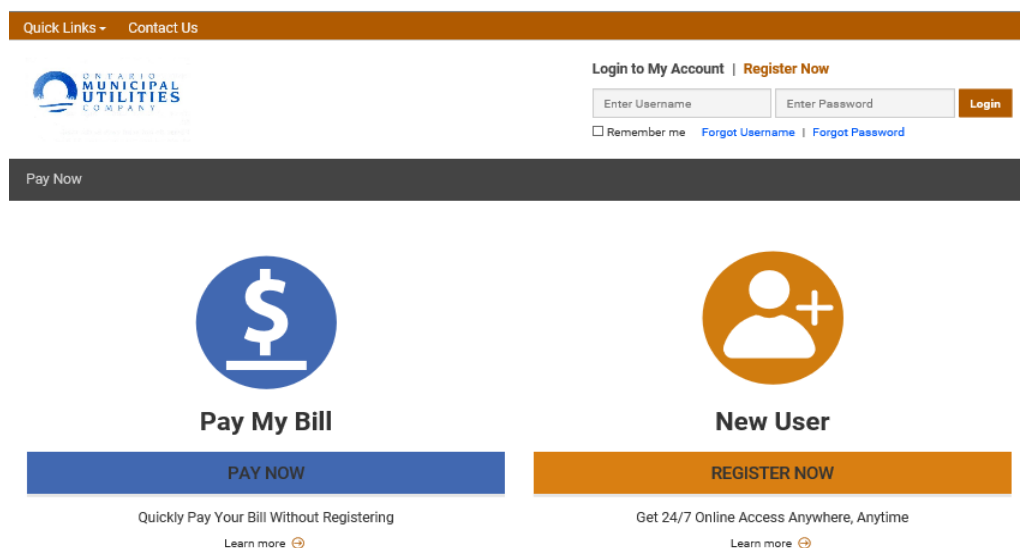 Quick Links Contact Us
ONTARIO
MUNICIPAL
UTILITIES
COMPANY
Login to My Account | Register Now
Enter Username Enter Password Login
Remember me Forgot Username | Forgot Password
Pay Now
$
Pay My Bill New User
PAY NOW REGISTER NOW
Quickly Pay Your Bill Without Registering Get 24/7 Online Access Anywhere, Anytime
Learn more Learn more